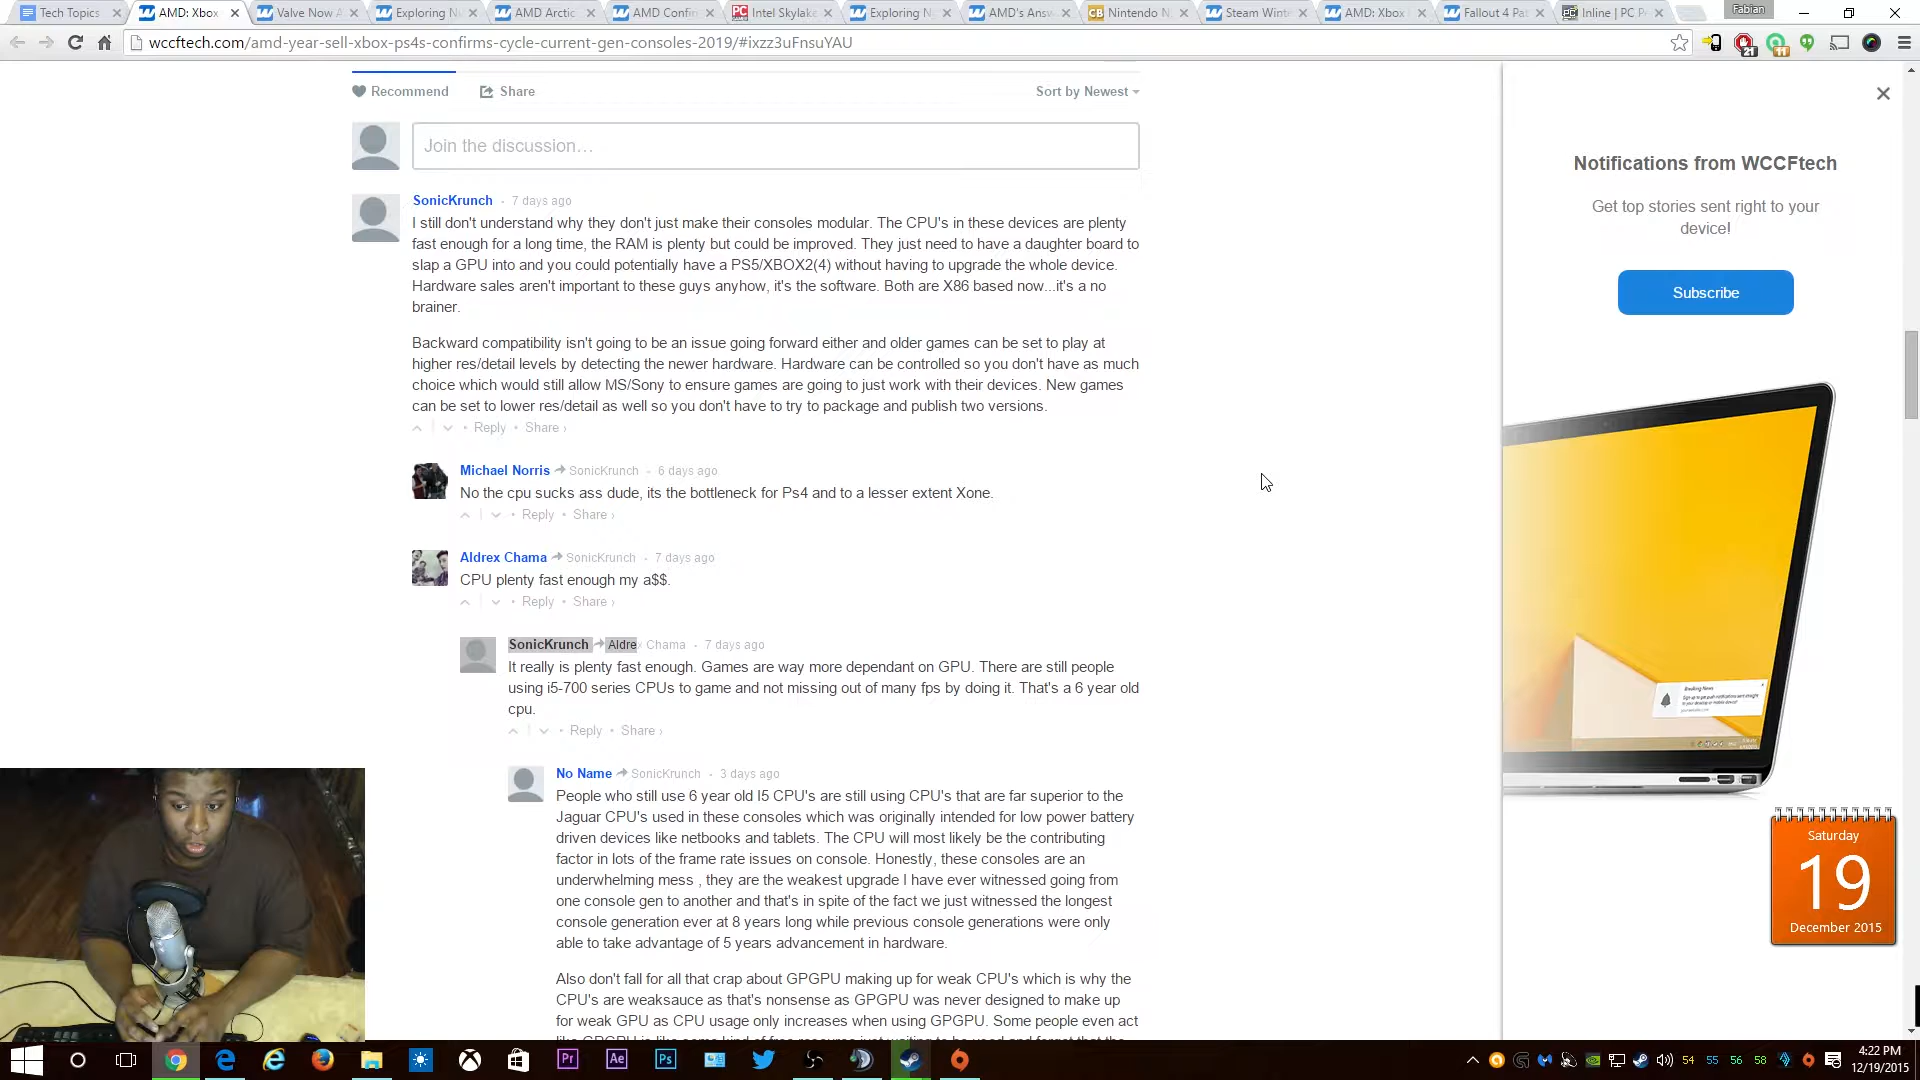 Tech Topics
AMD: Xbox
Valve Now A
Exploring N
AMD Arctic
AMD Confir
Intel Skylake
Exploring N
AMD's Answ
Nintendo N
Steam Wint
AMD: Xbox
Fallout 4 Pat
Inline | PC P
Fabian
wccftech.com/amd-year-sell-xbox-ps4s-confirms-cycle-current-gen-consoles-2019/#ixzz3uFnsuYAU
21
11
Recommend
Share
Sort by Newest
Join the discussion…
SonicKrunch · 7 days ago
I still don't understand why they don't just make their consoles modular. The CPU's in these devices are plenty
fast enough for a long time, the RAM is plenty but could be improved. They just need to have a daughter board to
slap a GPU into and you could potentially have a PS5/XBOX2(4) without having to upgrade the whole device.
Hardware sales aren't important to these guys anyhow, it's the software. Both are X86 based now...it's a no
brainer.
Backward compatibility isn't going to be an issue going forward either and older games can be set to play at
higher res/detail levels by detecting the newer hardware. Hardware can be controlled so you don't have as much
choice which would still allow MS/Sony to ensure games are going to just work with their devices. New games
can be set to lower res/detail as well so you don't have to try to package and publish two versions.
• Reply • Share ›
Michael Norris SonicKrunch · 6 days ago
No the cpu sucks ass dude, its the bottleneck for Ps4 and to a lesser extent Xone.
• Reply • Share ›
Aldrex Chama SonicKrunch · 7 days ago
CPU plenty fast enough my a$$.
• Reply • Share ›
SonicKrunch Aldrex Chama · 7 days ago
It really is plenty fast enough. Games are way more dependant on GPU. There are still people
using i5-700 series CPUs to game and not missing out of many fps by doing it. That's a 6 year old
cpu.
• Reply • Share ›
No Name SonicKrunch · 3 days ago
People who still use 6 year old I5 CPU's are still using CPU's that are far superior to the
Jaguar CPU's used in these consoles which was originally intended for low power battery
driven devices like netbooks and tablets. The CPU will most likely be the contributing
factor in lots of the frame rate issues on console. Honestly, these consoles are an
underwhelming mess , they are the weakest upgrade I have ever witnessed going from
one console gen to another and that's in spite of the fact we just witnessed the longest
console generation ever at 8 years long while previous console generations were only
able to take advantage of 5 years advancement in hardware.
Also don't fall for all that crap about GPGPU making up for weak CPU's which is why the
CPU's are weaksauce as that's nonsense as GPGPU was never designed to make up
for weak GPU as CPU usage only increases when using GPGPU. Some people even act
Notifications from WCCFtech
Get top stories sent right to your
device!
Subscribe
Breaking News
Saturday
19
December 2015
Pr
Ae
Ps
54
55
56
58
4:22 PM
12/19/2015